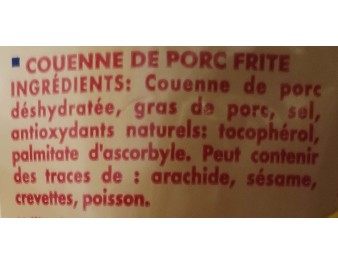 ▪ COUENNE DE PORC FRITE
INGRÉDIENTS: Couenne de porc
déshydratée, gras de porc, sel,
antioxydants naturels: tocophérol,
palmitate d'ascorbyle. Peut contenir
des traces de : arachide, sésame,
crevettes, poisson.